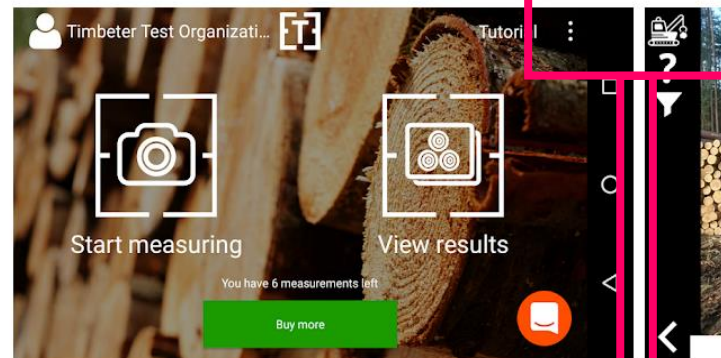 Timbeter Test Organizati... [T] Tutorial
Start measuring View results
You have 6 measurements left
Buy more
?